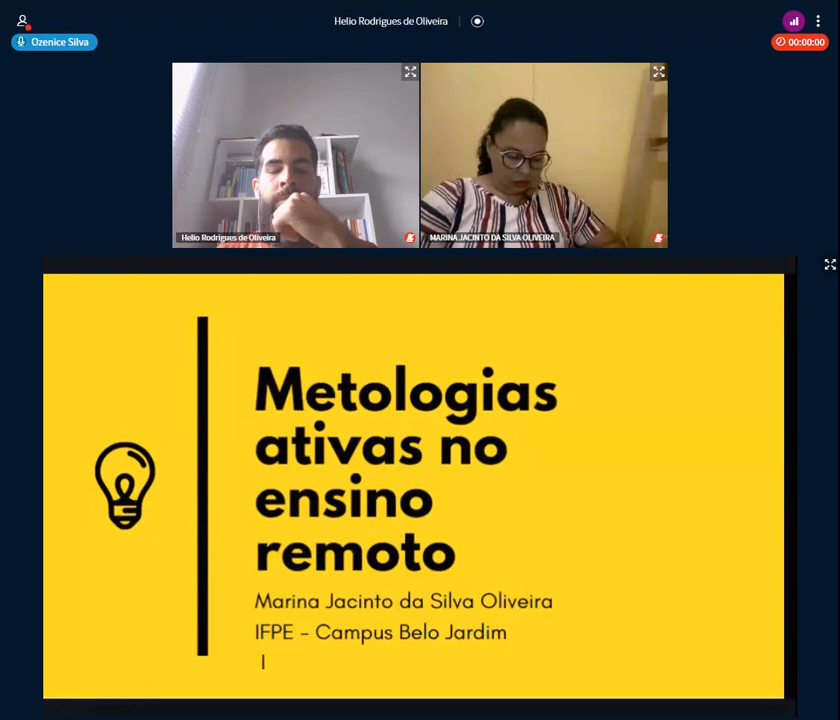 Helio Rodrigues de Oliveira
Ozenice Silva
00:00:00
Helio Rodrigues de Oliveira
MARINA JACINTO DA SILVA OLIVEIRA
Metologias
ativas no
ensino
remoto
Marina Jacinto da Silva Oliveira
IFPE - Campus Belo Jardim
I